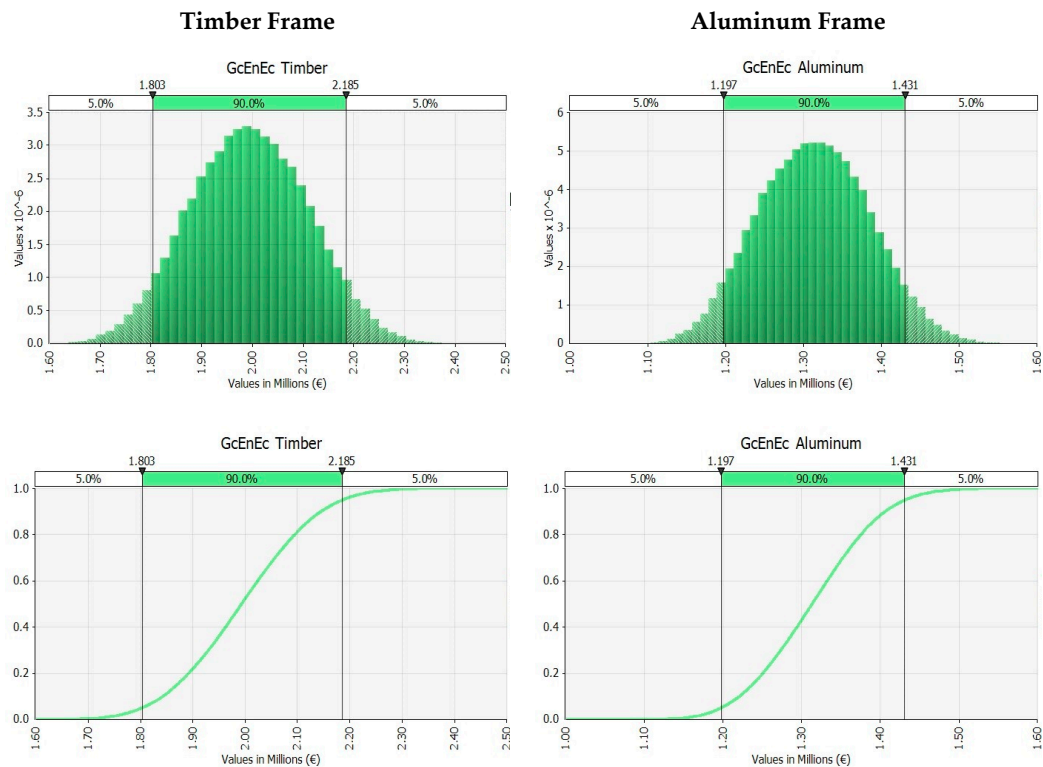 Timber Frame
Aluminum Frame
GcEnEc Timber
1.803 2.185
5.0% 90.0% 5.0%
3.5
3.0
2.5
2.0
1.5
1.0
0.5
0.0
Values x 10^-6
1.60 1.70 1.80 1.90 2.00 2.10 2.20 2.30 2.40 2.50
Values in Millions (€)
GcEnEc Aluminum
1.197 1.431
5.0% 90.0% 5.0%
6
5
4
3
2
1
0
Values x 10^-6
1.00 1.10 1.20 1.30 1.40 1.50 1.60
Values in Millions (€)
GcEnEc Timber
1.803 2.185
5.0% 90.0% 5.0%
1.0
0.8
0.6
0.4
0.2
0.0
1.60 1.70 1.80 1.90 2.00 2.10 2.20 2.30 2.40 2.50
Values in Millions (€)
GcEnEc Aluminum
1.197 1.431
5.0% 90.0% 5.0%
1.0
0.8
0.6
0.4
0.2
0.0
1.00 1.10 1.20 1.30 1.40 1.50 1.60
Values in Millions (€)